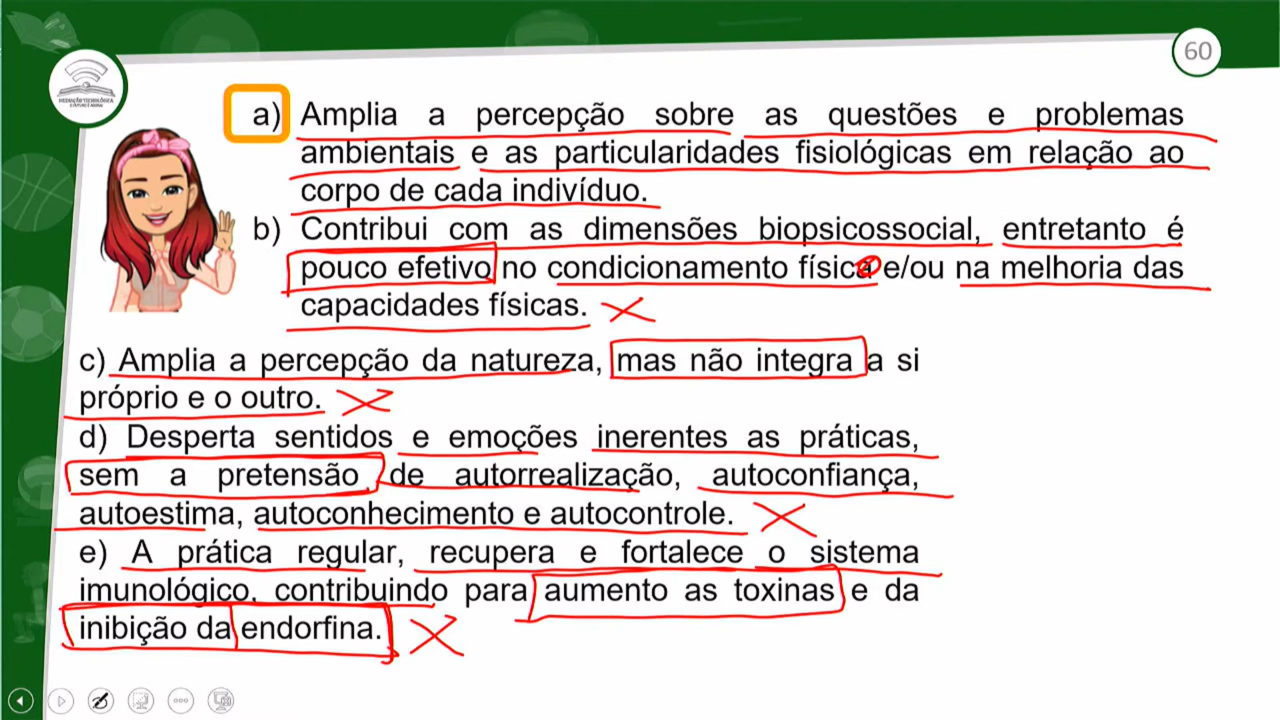 60
MEDIAÇÃO TECNOLÓGICA
a) Amplia a percepção sobre as questões e problemas
ambientais e as particularidades fisiológicas em relação ao
corpo de cada indivíduo.
b) Contribui com as dimensões biopsicossocial, entretanto é
pouco efetivo no condicionamento física e/ou na melhoria das
capacidades físicas.
c) Amplia a percepção da natureza, mas não integra a si
próprio e o outro.
d) Desperta sentidos e emoções inerentes as práticas,
sem a pretensão de autorrealização, autoconfiança,
autoestima, autoconhecimento e autocontrole.
e) A prática regular, recupera e fortalece o sistema
imunológico, contribuindo para aumento as toxinas e da
inibição da endorfina.